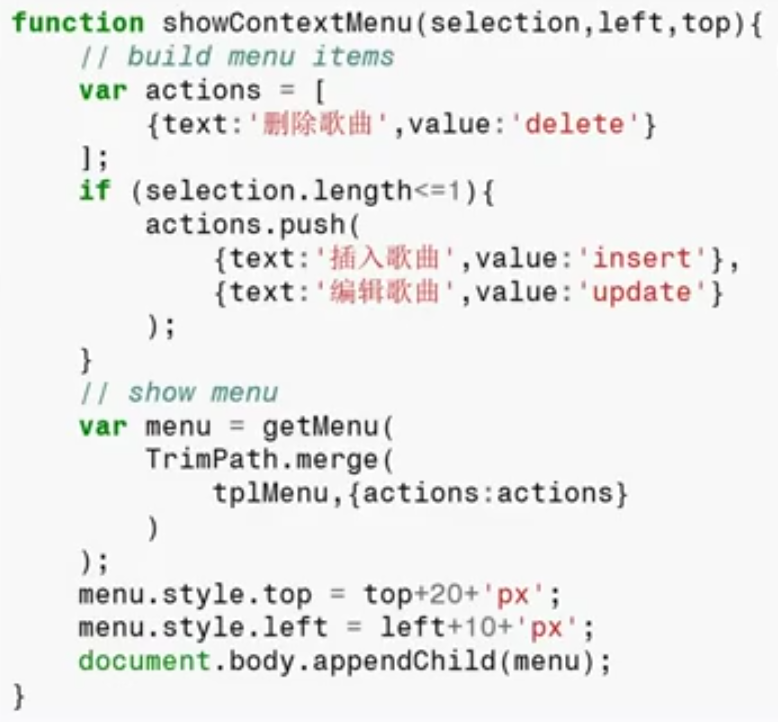 function showContextMenu(selection,left,top){
    // build menu items
    var actions = [
        {text:'删除歌曲',value:'delete'}
    ];
    if (selection.length<=1){
        actions.push(
            {text:'插入歌曲',value:'insert'},
            {text:'编辑歌曲',value:'update'}
        );
    }
    // show menu
    var menu = getMenu(
        TrimPath.merge(
            tplMenu,{actions:actions}
        )
    );
    menu.style.top = top+20+'px';
    menu.style.left = left+10+'px';
    document.body.appendChild(menu);
}